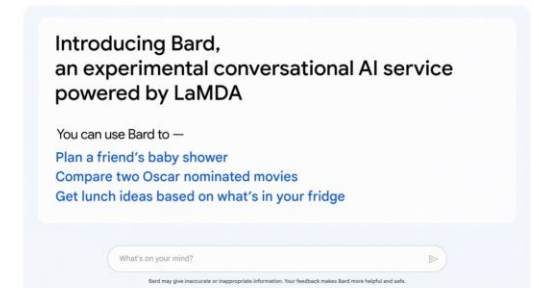 Introducing Bard,
an experimental conversational AI service
powered by LaMDA
You can use Bard to —
Plan a friend's baby shower
Compare two Oscar nominated movies
Get lunch ideas based on what's in your fridge
What's on your mind?
Bard may give inaccurate or inappropriate information. Your feedback makes Bard more helpful and safe.